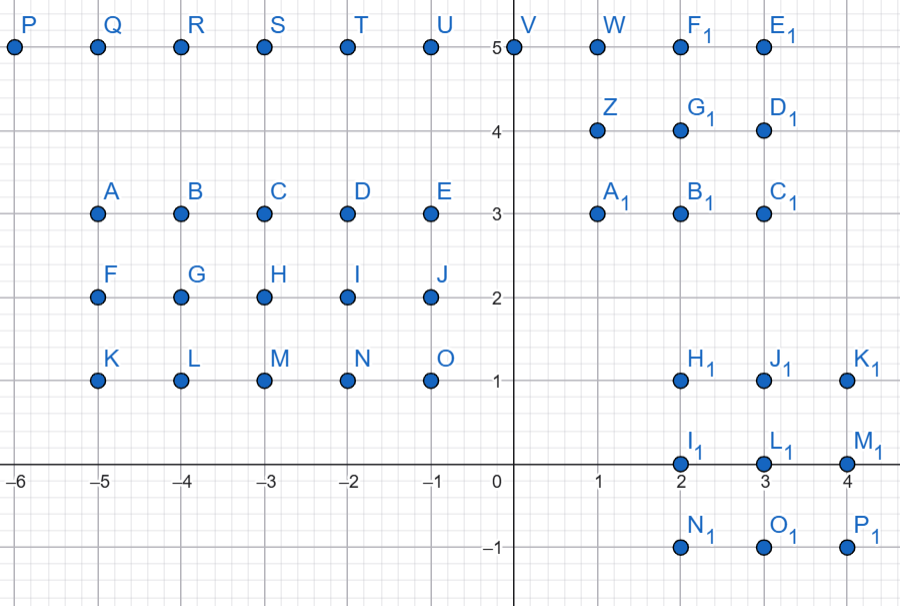 P Q R S T U V W F₁ E₁
5
Z G₁ D₁
4
A B C D E A₁ B₁ C₁
3
F G H I J
2
K L M N O H₁ J₁ K₁
1
I₁ L₁ M₁
–6 –5 –4 –3 –2 –1 0 1 2 3 4
N₁ O₁ P₁
–1